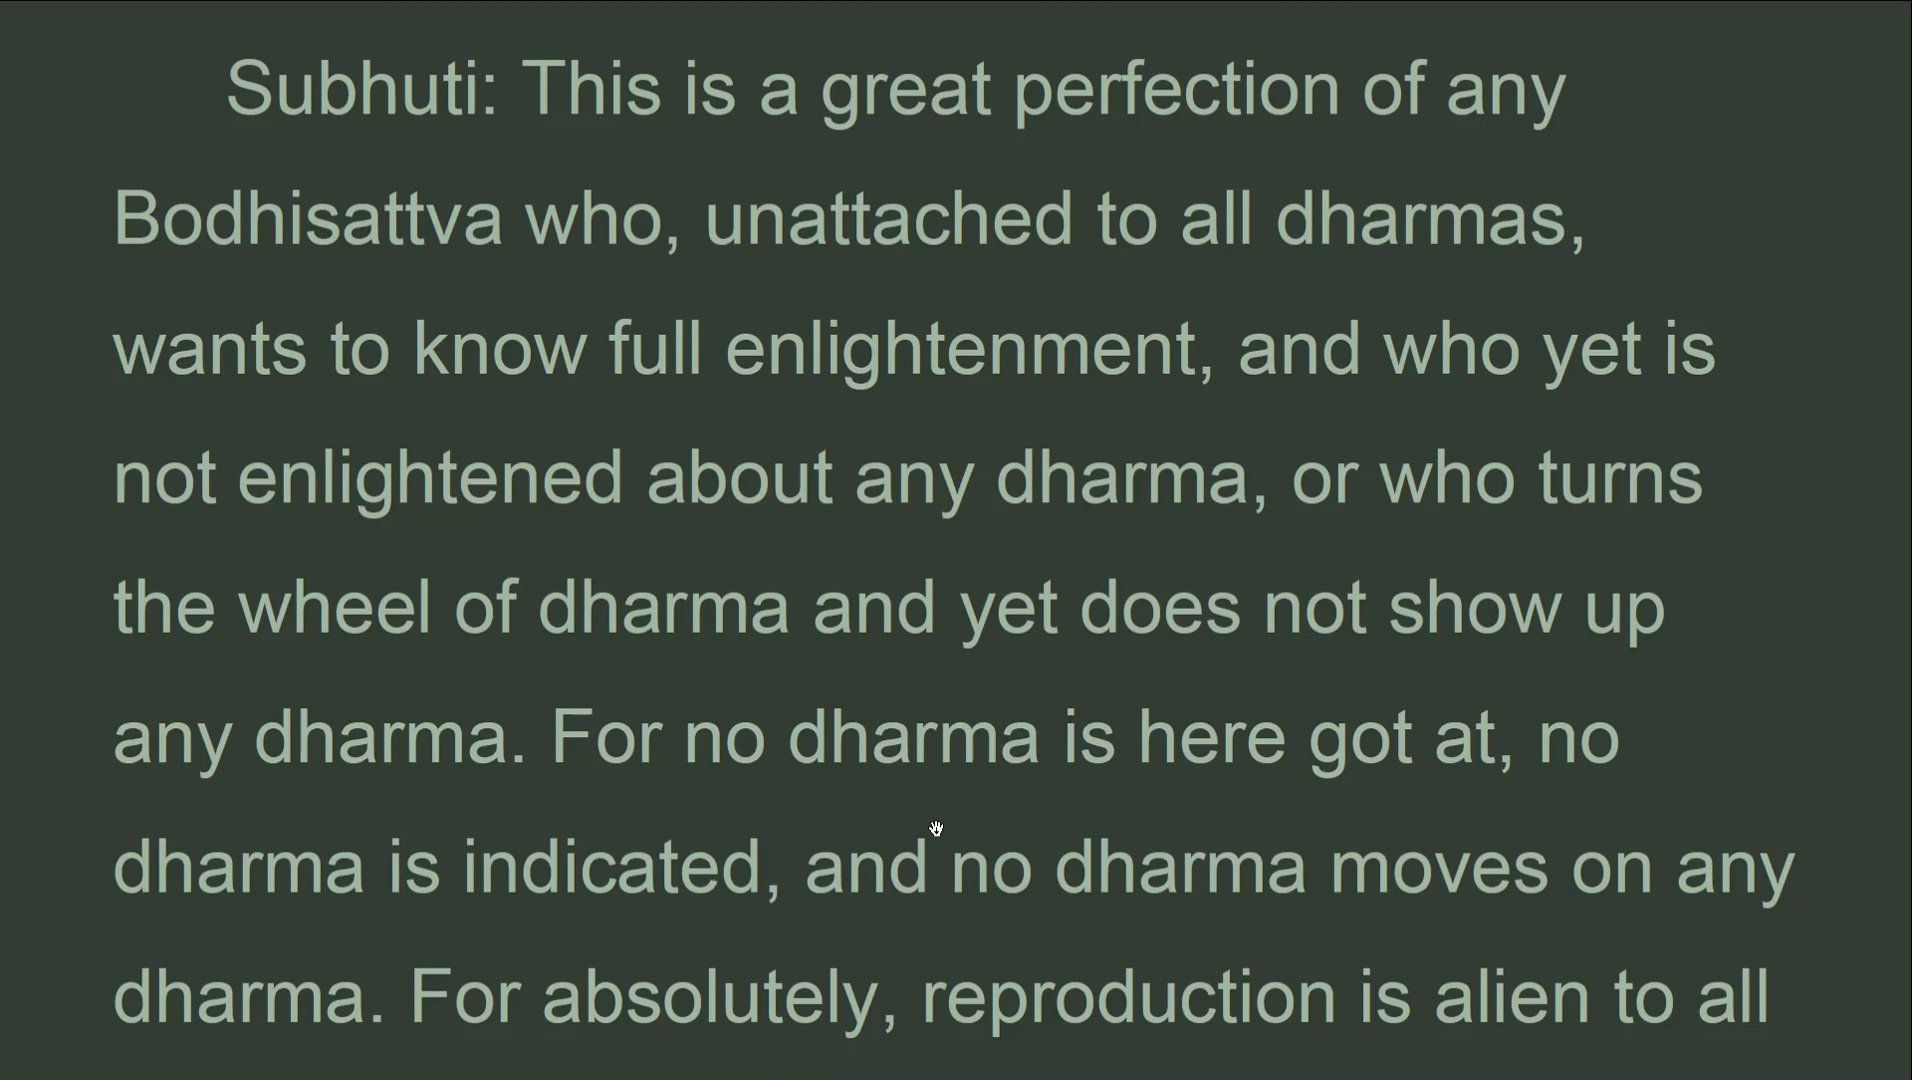 Subhuti: This is a great perfection of any
Bodhisattva who, unattached to all dharmas,
wants to know full enlightenment, and who yet is
not enlightened about any dharma, or who turns
the wheel of dharma and yet does not show up
any dharma. For no dharma is here got at, no
dharma is indicated, and no dharma moves on any
dharma. For absolutely, reproduction is alien to all